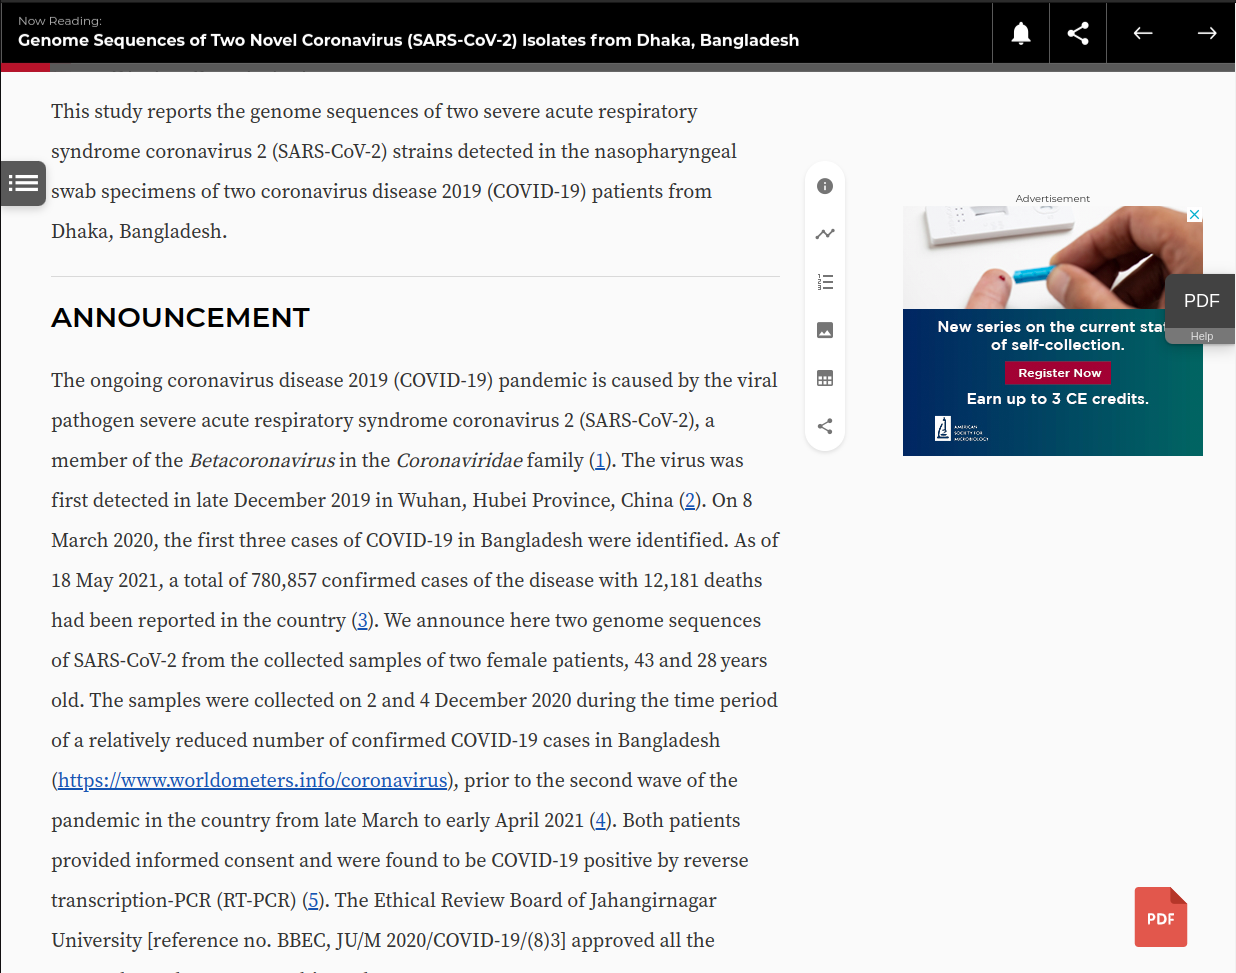 Now Reading:
Genome Sequences of Two Novel Coronavirus (SARS-CoV-2) Isolates from Dhaka, Bangladesh
This study reports the genome sequences of two severe acute respiratory
syndrome coronavirus 2 (SARS-CoV-2) strains detected in the nasopharyngeal
swab specimens of two coronavirus disease 2019 (COVID-19) patients from
Dhaka, Bangladesh.
ANNOUNCEMENT
The ongoing coronavirus disease 2019 (COVID-19) pandemic is caused by the viral
pathogen severe acute respiratory syndrome coronavirus 2 (SARS-CoV-2), a
member of the Betacoronavirus in the Coronaviridae family (1). The virus was
first detected in late December 2019 in Wuhan, Hubei Province, China (2). On 8
March 2020, the first three cases of COVID-19 in Bangladesh were identified. As of
18 May 2021, a total of 780,857 confirmed cases of the disease with 12,181 deaths
had been reported in the country (3). We announce here two genome sequences
of SARS-CoV-2 from the collected samples of two female patients, 43 and 28 years
old. The samples were collected on 2 and 4 December 2020 during the time period
of a relatively reduced number of confirmed COVID-19 cases in Bangladesh
(https://www.worldometers.info/coronavirus), prior to the second wave of the
pandemic in the country from late March to early April 2021 (4). Both patients
provided informed consent and were found to be COVID-19 positive by reverse
transcription-PCR (RT-PCR) (5). The Ethical Review Board of Jahangirnagar
University [reference no. BBEC, JU/M 2020/COVID-19/(8)3] approved all the
Advertisement
New series on the current
of self-collection.
Register Now
Earn up to 3 CE credits.
AMERICAN
SOCIETY FOR
MICROBIOLOGY
PDF
Help
PDF